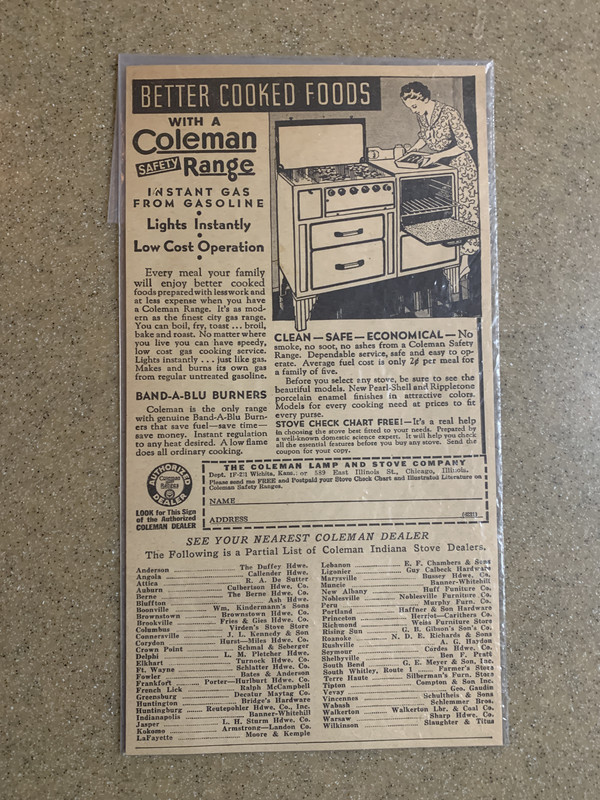 BETTER COOKED FOODS
WITH A
Coleman
SAFETY Range
INSTANT GAS
FROM GASOLINE
•
Lights Instantly
•
Low Cost Operation
Every meal your family
will enjoy better cooked
foods prepared with less work and
at less expense when you have
a Coleman Range. It's as mod-
ern as the finest city gas range.
You can boil, fry, toast ... broil,
bake and roast. No matter where
you live you can have speedy,
low cost gas cooking service.
Lights instantly . . . just like gas.
Makes and burns its own gas
from regular untreated gasoline.
BAND-A-BLU BURNERS
Coleman is the only range
with genuine Band-A-Blu Burn-
ers that save fuel—save time—
save money. Instant regulation
to any heat desired. A low flame
does all ordinary cooking.
CLEAN — SAFE — ECONOMICAL — No
smoke, no soot, no ashes from a Coleman Safety
Range. Dependable service, safe and easy to op-
erate. Average fuel cost is only 2¢ per meal for
a family of five.
Before you select any stove, be sure to see the
beautiful models. New Pearl-Shell and Rippletone
porcelain enamel finishes in attractive colors.
Models for every cooking need at prices to fit
every purse.
STOVE CHECK CHART FREE!—It's a real help
in choosing the stove best fitted to your needs. Prepared by
a well-known domestic science expert. It will help you check
all the essential features before you buy any stove. Send the
coupon for your copy.
AUTHORIZED
Coleman
DEALER
LOOK for This Sign
of the Authorized
COLEMAN DEALER
THE COLEMAN LAMP AND STOVE COMPANY
Dept. IF-231 Wichita, Kans.; or 589 East Illinois St., Chicago, Illinois.
Please send me FREE and Postpaid your Stove Check Chart and Illustrated Literature on
Coleman Safety Ranges.
NAME
ADDRESS
SEE YOUR NEAREST COLEMAN DEALER
The Following is a Partial List of Coleman Indiana Stove Dealers.
Anderson The Duffey Hdwe.
Angola Callender Hdwe.
Attica R. A. De Sutter
Auburn Culbertson Hdwe. Co.
Berne The Berne Hdwe. Co.
Bluffton Ash Hdwe.
Boonville Wm. Kindermann's Sons
Brownstown Brownstown Hdwe. Co.
Brookville Fries & Gies Hdwe. Co.
Columbus Virden's Stove Store
Connersville J. L. Kennedy & Son
Corydon Hurst—Miles Hdwe. Co.
Crown Point Schmal & Seberger
Delphi L. M. Pletcher Hdw.
Elkhart Turnock Hdw. Co.
Ft. Wayne Schlatter Hdw. Co.
Fowler Bates & Anderson
Frankfort Porter—Hurlburt Hdwe. Co.
French Lick Ralph McCampbell
Greensburg Decatur Maytag Co.
Huntington Bridge's Hardware
Huntingburg Reutepohler Hdwe. Co., Inc.
Indianapolis Banner-Whitehill
Jasper L. H. Sturm Hdwe. Co.
Kokomo Armstrong—Landon Co.
LaFayette Moore & Kemple
Lebanon E. F. Chambers & Sons
Ligonier Guy Calbeck Hardware
Marysville Bussey Hdwe. Co.
Muncie Banner-Whitehill
New Albany Huff Funiture Co.
Noblesville Noblesville Furniture Co.
Peru Murphy Furn. Co.
Portland Haffner & Son Hardware
Princeton Herriot—Carithers Co.
Richmond Weiss Furniture Store
Rising Sun G. B. Gilson's Son's Co.
Roanoke N. D. E. Richards & Sons
Rushville A. G. Haydon
Seymour Cordes Hdwe. Co.
Shelbyville Ben F. Pratt
South Bend G. E. Meyer & Son, Inc.
South Whitley, Route 1 Farmer's Store
Terre Haute Silberman's Furn. Store
Tipton Compton & Son Inc.
Vevay Geo. Gaudin
Vincennes Schultheis & Sons
Wabash Schlemmer Bros.
Walkerton Walkerton Lbr. & Coal Co.
Warsaw Sharp Hdwe. Co.
Wilkinson Slaughter & Titus